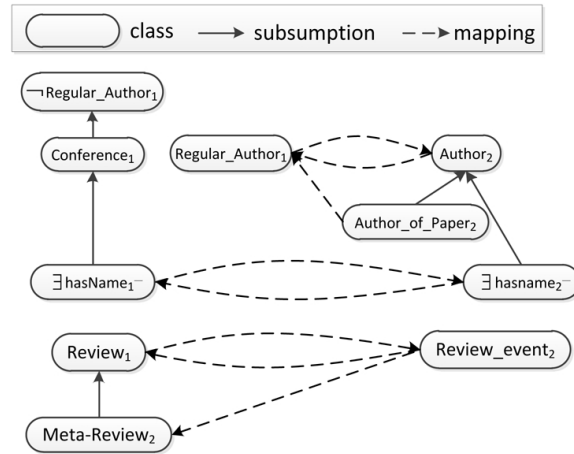 class subsumption mapping
¬Regular_Author₁
Conference₁ Regular_Author₁ Author₂
Author_of_Paper₂
∃hasName₁⁻ ∃hasname₂⁻
Review₁ Review_event₂
Meta-Review₂